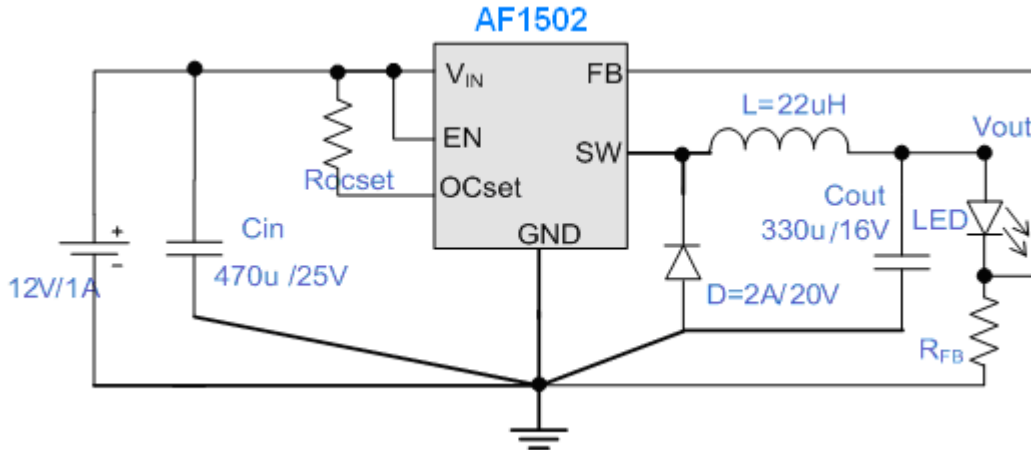 AF1502
VIN
FB
L=22uH
Vout
EN
SW
Rocset
OCset
Cout
330u/16V
LED
GND
Cin
470u/25V
+
-
12V/1A
D=2A/20V
RFB